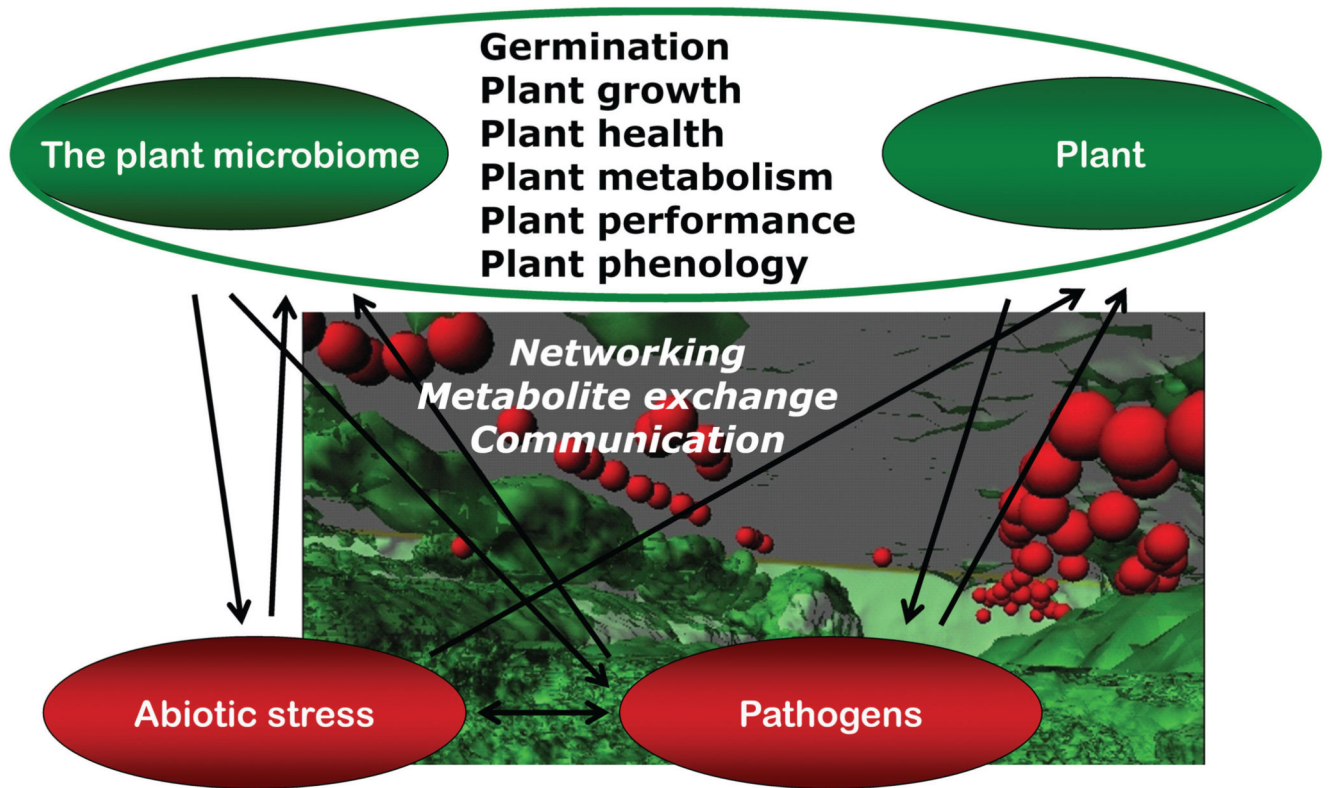 Germination
Plant growth
Plant health
Plant metabolism
Plant performance
Plant phenology
The plant microbiome
Plant
Networking
Metabolite exchange
Communication
Abiotic stress
Pathogens